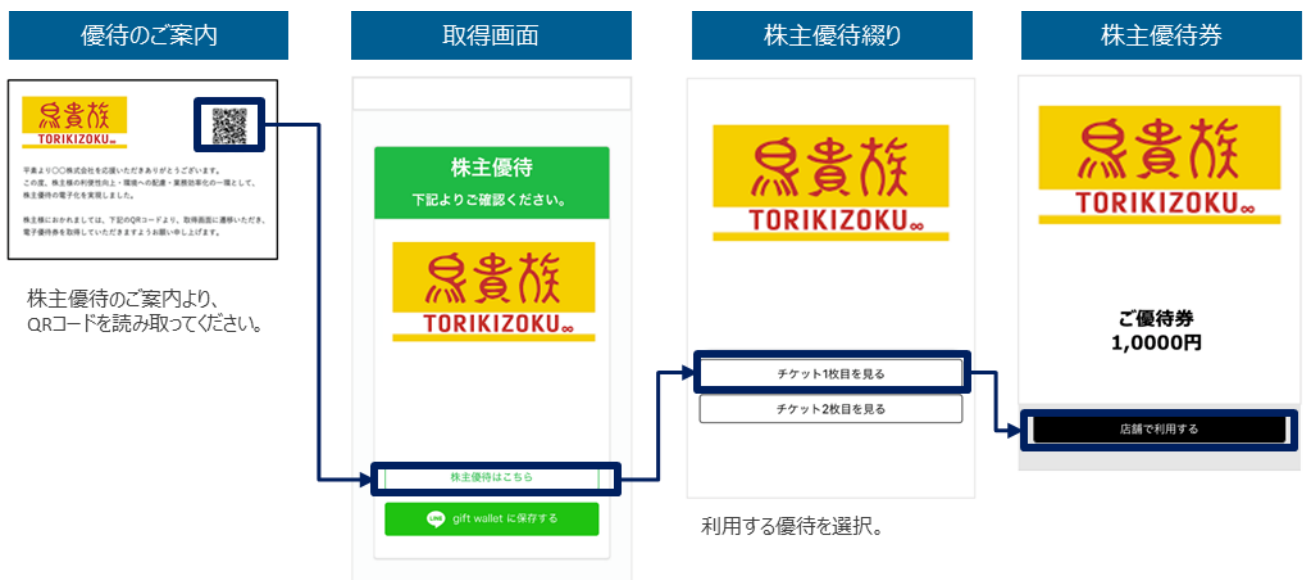 優待のご案内
取得画面
株主優待綴り
株主優待券
鳥貴族
TORIKIZOKU
平素より〇〇株式会社を応援いただきありがとうございます。
この度、株主様の利便性向上・環境への配慮・業務効率化の一環として、
株主優待の電子化を実現しました。
株主様におかれましては、下記のQRコードより、取得画面に遷移いただき、
電子優待券を取得していただきますようお願い申し上げます。
株主優待のご案内より、
QRコードを読み取ってください。
株主優待
下記よりご確認ください。
鳥貴族
TORIKIZOKU
株主優待はこちら
LINE gift wallet に保存する
鳥貴族
TORIKIZOKU
チケット1枚目を見る
チケット2枚目を見る
利用する優待を選択。
鳥貴族
TORIKIZOKU
ご優待券
1,0000円
店舗で利用する